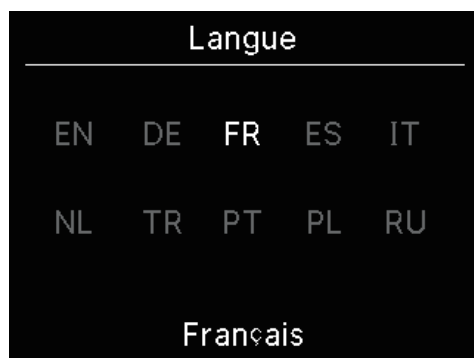 Langue
EN DE FR ES IT
NL TR PT PL RU
Français